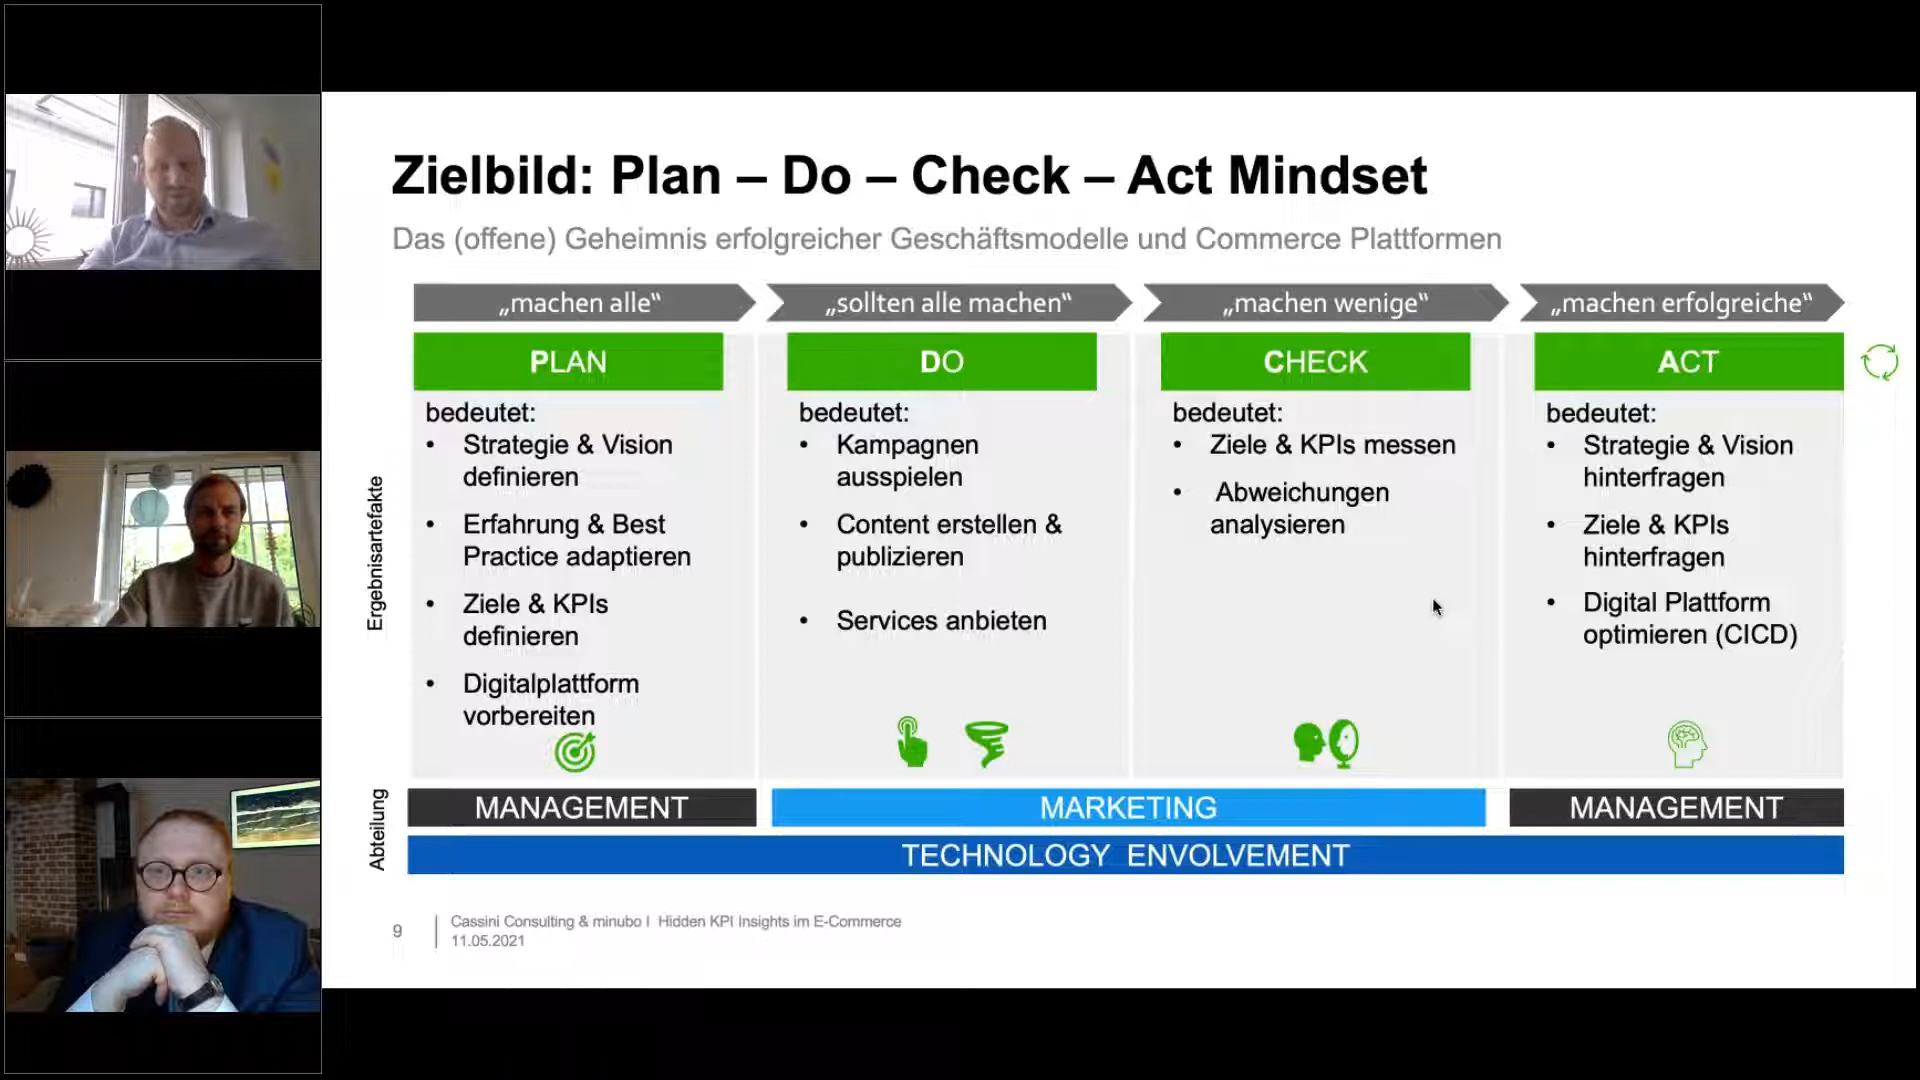 Zielbild: Plan – Do – Check – Act Mindset
Das (offene) Geheimnis erfolgreicher Geschäftsmodelle und Commerce Plattformen
„machen alle“
„sollten alle machen“
„machen wenige“
„machen erfolgreiche“
PLAN
DO
CHECK
ACT
Ergebnisartefakte
bedeutet:
• Strategie & Vision
definieren
• Erfahrung & Best
Practice adaptieren
• Ziele & KPIs
definieren
• Digitalplattform
vorbereiten
bedeutet:
• Kampagnen
ausspielen
• Content erstellen &
publizieren
• Services anbieten
bedeutet:
• Ziele & KPIs messen
• Abweichungen
analysieren
bedeutet:
• Strategie & Vision
hinterfragen
• Ziele & KPIs
hinterfragen
• Digital Plattform
optimieren (CICD)
Abteilung
MANAGEMENT
MARKETING
MANAGEMENT
TECHNOLOGY ENVOLVEMENT
9
Cassini Consulting & minubo I Hidden KPI Insights im E-Commerce
11.05.2021